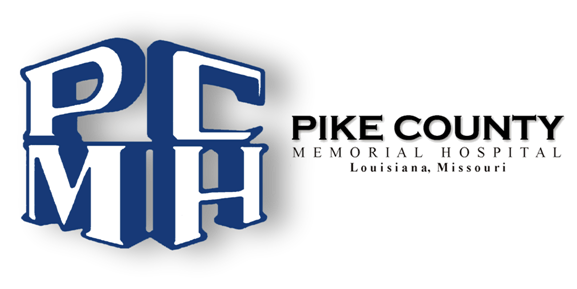 PC
MH
PIKE COUNTY
MEMORIAL HOSPITAL
Louisiana, Missouri